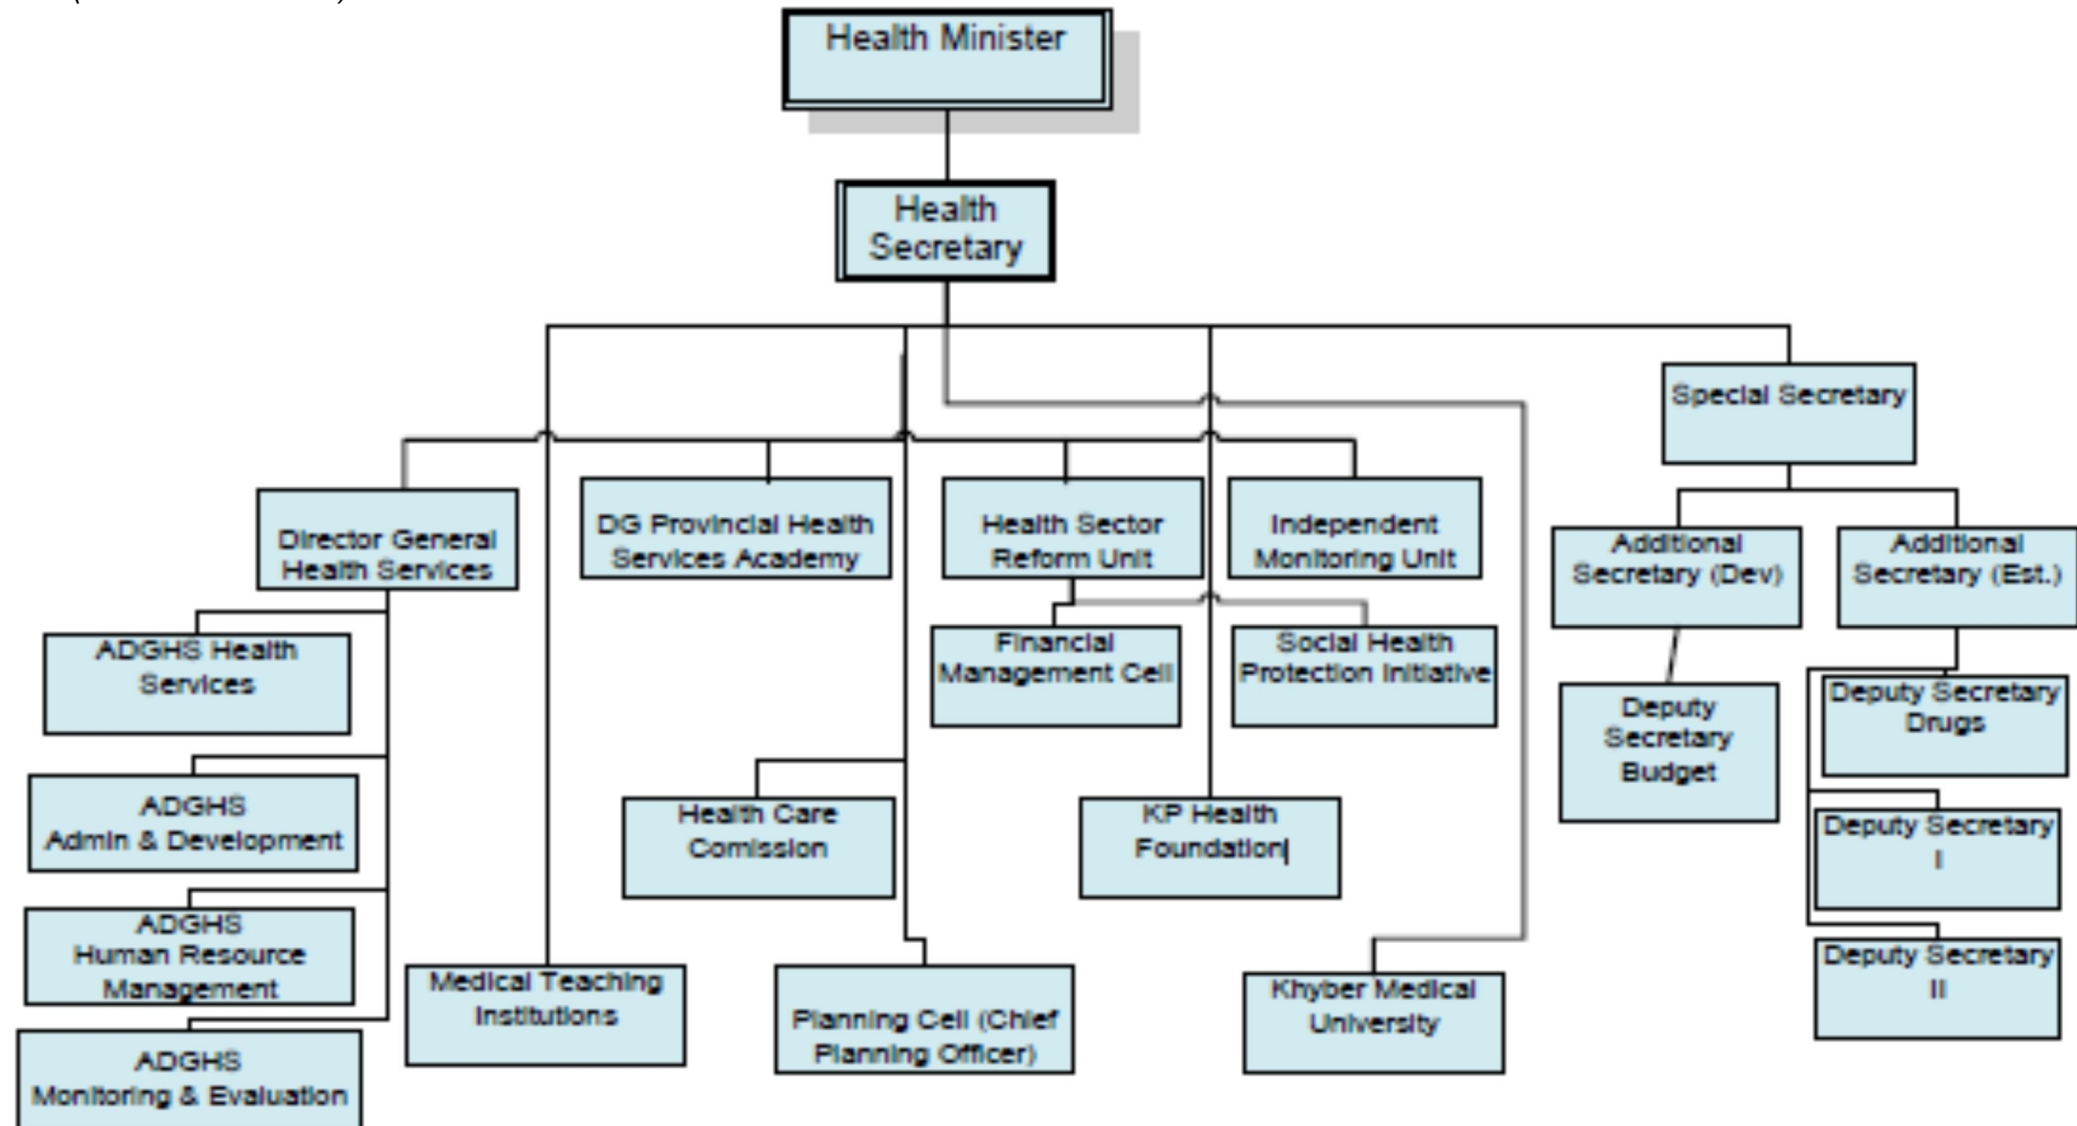 Health Minister
Health
Secretary
Special Secretary
Director General
Health Services
DG Provincial Health
Services Academy
Health Sector
Reform Unit
Independent
Monitoring Unit
Additional
Secretary (Dev)
Additional
Secretary (Est.)
ADGHS Health
Services
Financial
Management Cell
Social Health
Protection Initiative
Deputy
Secretary
Budget
Deputy Secretary
Drugs
ADGHS
Admin & Development
Health Care
Comission
KP Health
Foundation
Deputy Secretary
I
ADGHS
Human Resource
Management
Medical Teaching
Institutions
Planning Cell (Chief
Planning Officer)
Khyber Medical
University
Deputy Secretary
II
ADGHS
Monitoring & Evaluation